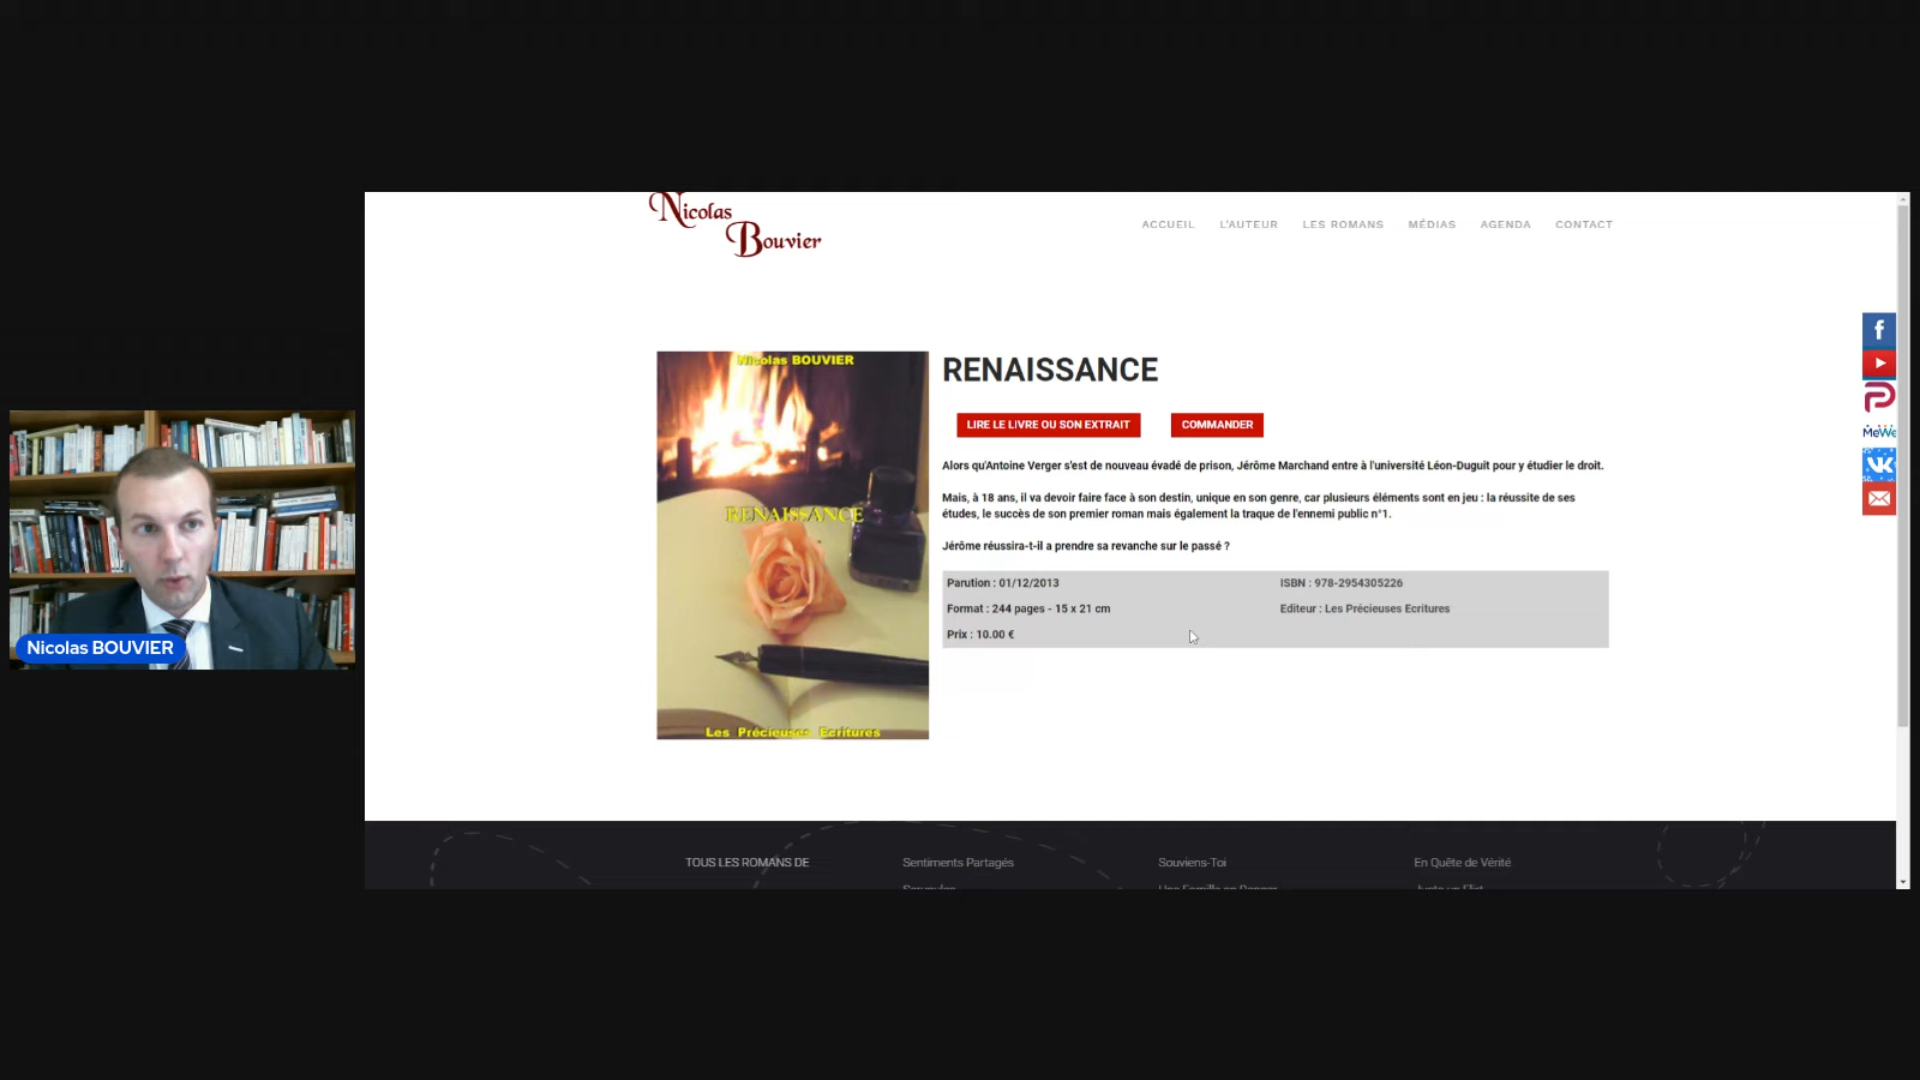 Nicolas
Bouvier
ACCUEIL
L'AUTEUR
LES ROMANS
MÉDIAS
AGENDA
CONTACT
Nicolas BOUVIER
RENAISSANCE
Les Précieuses Ecritures
RENAISSANCE
LIRE LE LIVRE OU SON EXTRAIT
COMMANDER
Alors qu'Antoine Verger s'est de nouveau évadé de prison, Jérôme Marchand entre à l'université Léon-Duguit pour y étudier le droit.
Mais, à 18 ans, il va devoir faire face à son destin, unique en son genre, car plusieurs éléments sont en jeu : la réussite de ses
études, le succès de son premier roman mais également la traque de l'ennemi public n°1.
Jérôme réussira-t-il a prendre sa revanche sur le passé ?
Parution : 01/12/2013
ISBN : 978-2954305226
Format : 244 pages - 15 x 21 cm
Editeur : Les Précieuses Ecritures
Prix : 10.00 €
f
MeWe
Nicolas BOUVIER
TOUS LES ROMANS DE
Sentiments Partagés
Souviens-Toi
En Quête de Vérité